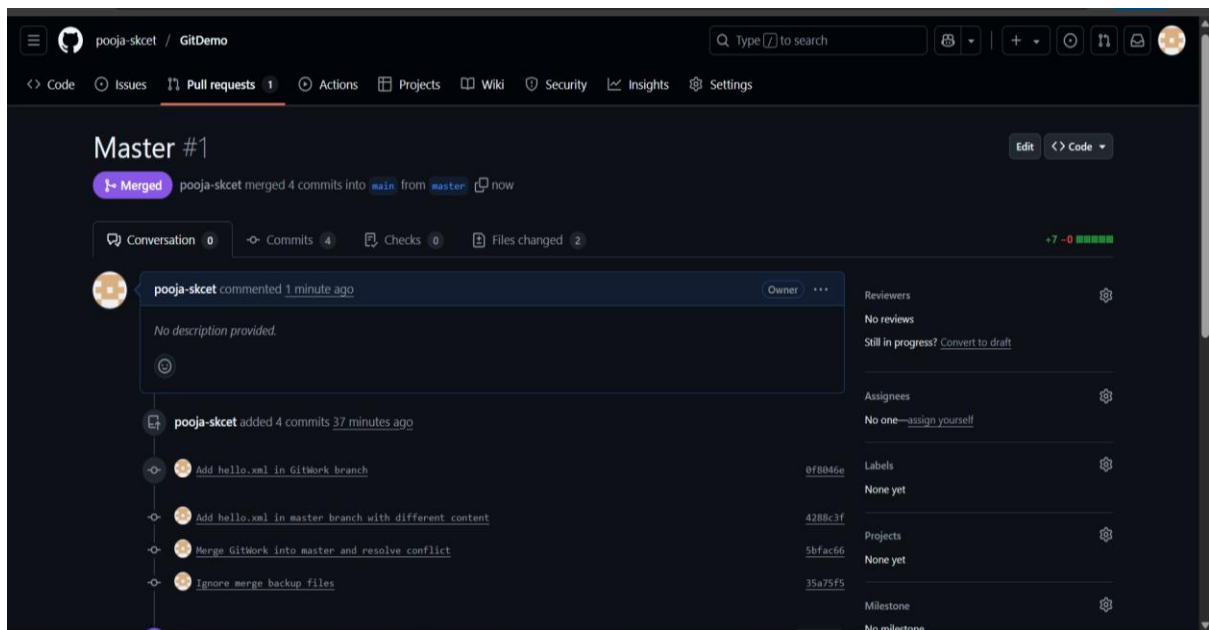 pooja-skcet / GitDemo
Type / to search
Code Issues Pull requests 1 Actions Projects Wiki Security Insights Settings
Master #1
Edit <> Code
Merged pooja-skcet merged 4 commits into main from master now
Conversation 0 Commits 4 Checks 0 Files changed 2 +7 −0
pooja-skcet commented 1 minute ago Owner ...
No description provided.
pooja-skcet added 4 commits 37 minutes ago
Add hello.xml in GitWork branch 0f8046e
Add hello.xml in master branch with different content 4288c3f
Merge GitWork into master and resolve conflict 5bfac66
Ignore merge backup files 35a75f5
Reviewers
No reviews
Still in progress? Convert to draft
Assignees
No one—assign yourself
Labels
None yet
Projects
None yet
Milestone
No milestone